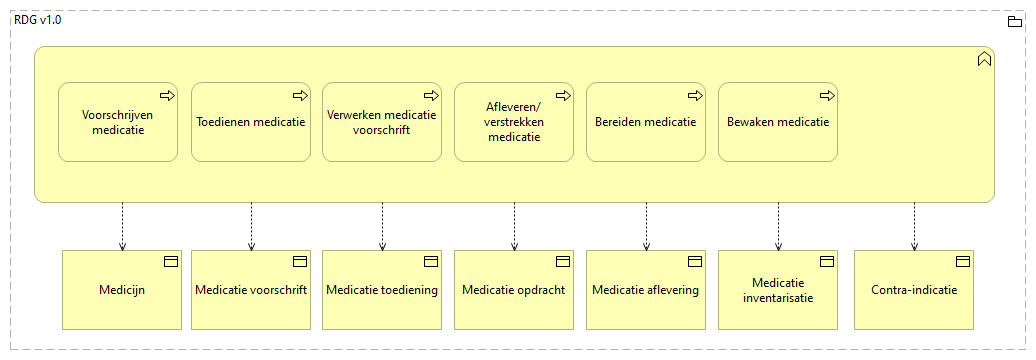 RDG v1.0
Voorschrijven
medicatie
Toedienen medicatie
Verwerken medicatie
voorschrift
Afleveren/
verstrekken
medicatie
Bereiden medicatie
Bewaken medicatie
Medicijn
Medicatie voorschrift
Medicatie toediening
Medicatie opdracht
Medicatie aflevering
Medicatie
inventarisatie
Contra-indicatie